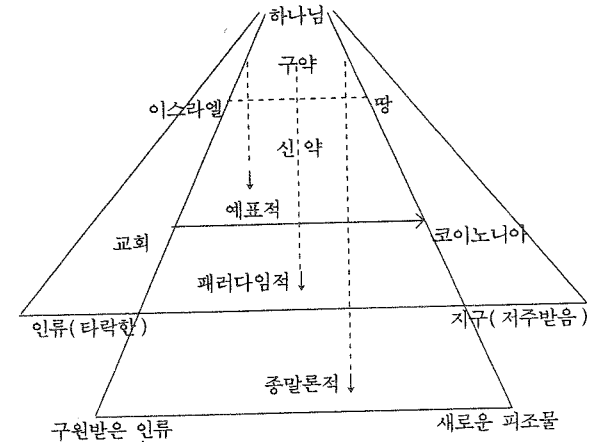 하나님
구약
이스라엘 땅
신약
예표적
교회 코이노니아
패러다임적
인류(타락한) 지구(저주받음)
종말론적
구원받은 인류 새로운 피조물